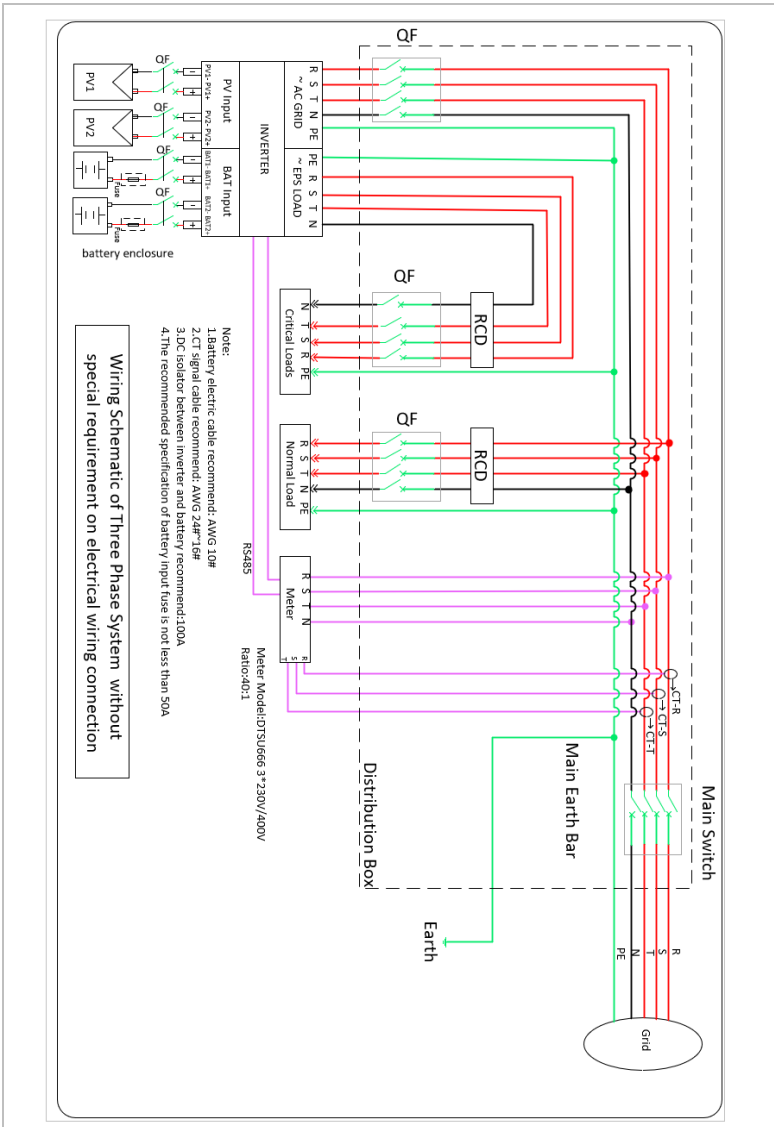 QF
Main Switch
R
S
T
N
PE
~ AC GRID
PE
R
S
T
N
~ EPS LOAD
INVERTER
PV Input
BAT Input
PV1- PV1+
PV2- PV2+
BAT1- BAT1+
BAT2- BAT2+
- +
- +
- +
- +
QF
QF
QF
QF
PV1
PV2
Fuse
Fuse
battery enclosure
QF
RCD
N
T
S
R
PE
Critical Loads
QF
RCD
R
S
T
N
PE
Normal Load
RS485
R
S
T
N
Meter
R
S
T
Meter Model:DTSU666 3*230V/400V
Ratio:40:1
CT-R
CT-S
CT-T
Main Earth Bar
Distribution Box
Earth
R
S
T
N
PE
Grid
Note:
1.Battery electric cable recommend: AWG 10#
2.CT signal cable recommend: AWG 24#~16#
3.DC isolator between inverter and battery recommend:100A
4.The recommended specification of battery input fuse is not less than 50A
Wiring Schematic of Three Phase System without
special requirement on electrical wiring connection